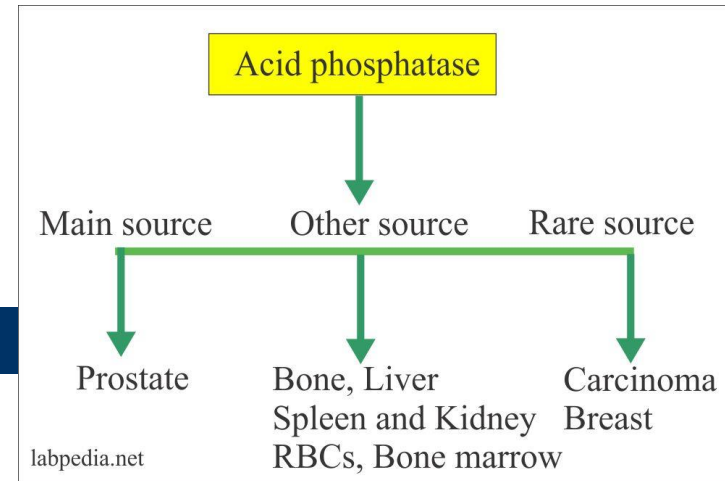 Acid phosphatase
Main source
Other source
Rare source
Prostate
Bone, Liver
Spleen and Kidney
RBCs, Bone marrow
Carcinoma
Breast
labpedia.net